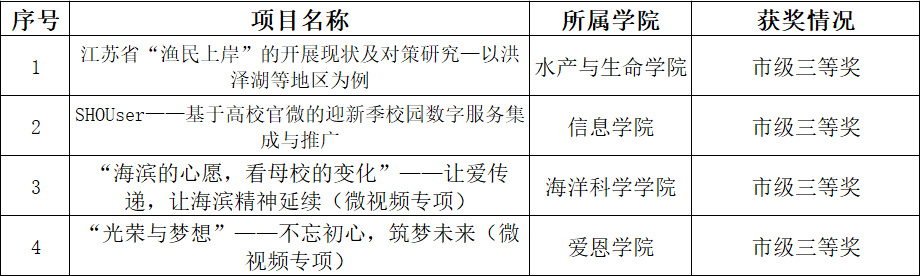 序号 项目名称 所属学院 获奖情况
1 江苏省“渔民上岸”的开展现状及对策研究—以洪泽湖等地区为例 水产与生命学院 市级三等奖
2 SHOUser——基于高校官微的迎新季校园数字服务集成与推广 信息学院 市级三等奖
3 “海滨的心愿，看母校的变化”——让爱传递，让海滨精神延续（微视频专项） 海洋科学学院 市级三等奖
4 “光荣与梦想”——不忘初心，筑梦未来（微视频专项） 爱恩学院 市级三等奖